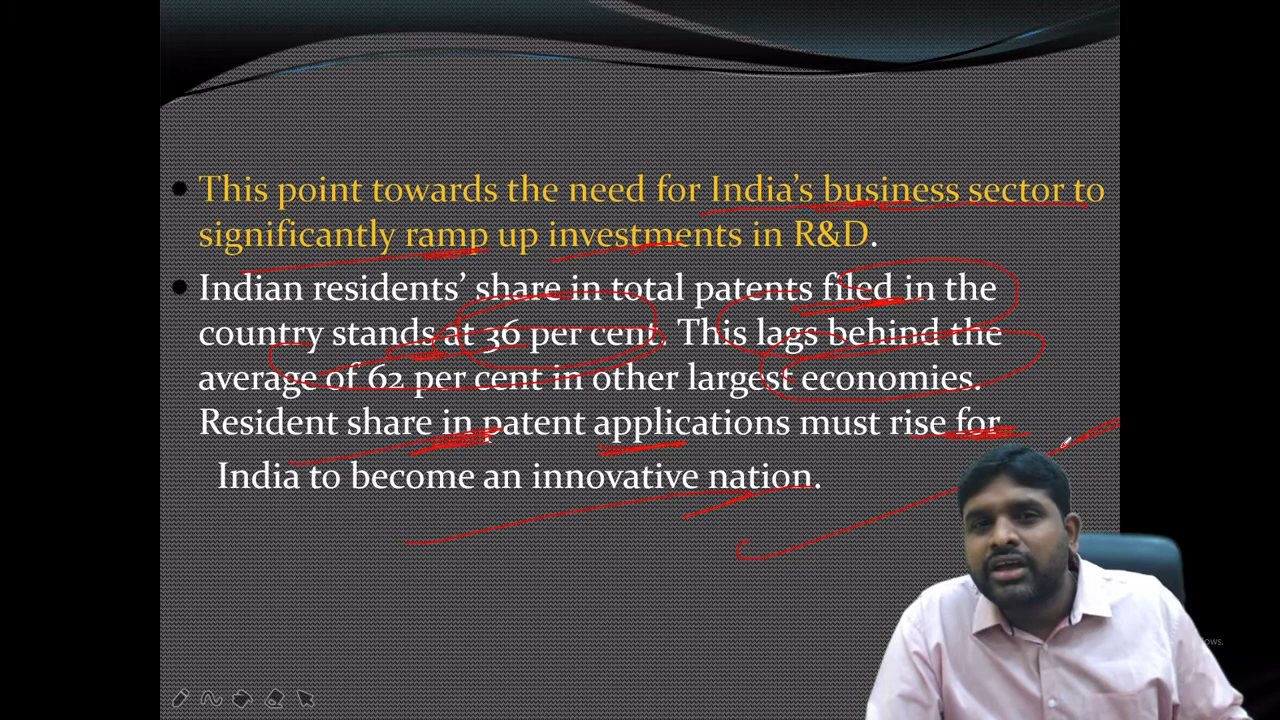 This point towards the need for India's business sector to
significantly ramp up investments in R&D.
Indian residents' share in total patents filed in the
country stands at 36 per cent. This lags behind the
average of 62 per cent in other largest economies.
Resident share in patent applications must rise for
India to become an innovative nation.